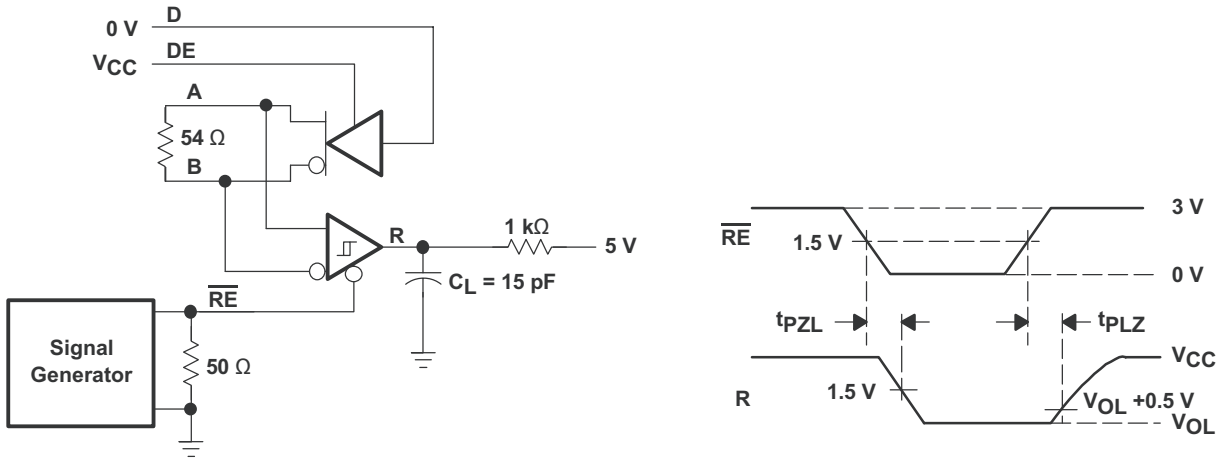 0 V
D
VCC
DE
A
54 Ω
B
R
1 kΩ
5 V
CL = 15 pF
RE
Signal
Generator
50 Ω
RE
3 V
1.5 V
0 V
tPZL
tPLZ
VCC
R
1.5 V
VOL +0.5 V
VOL